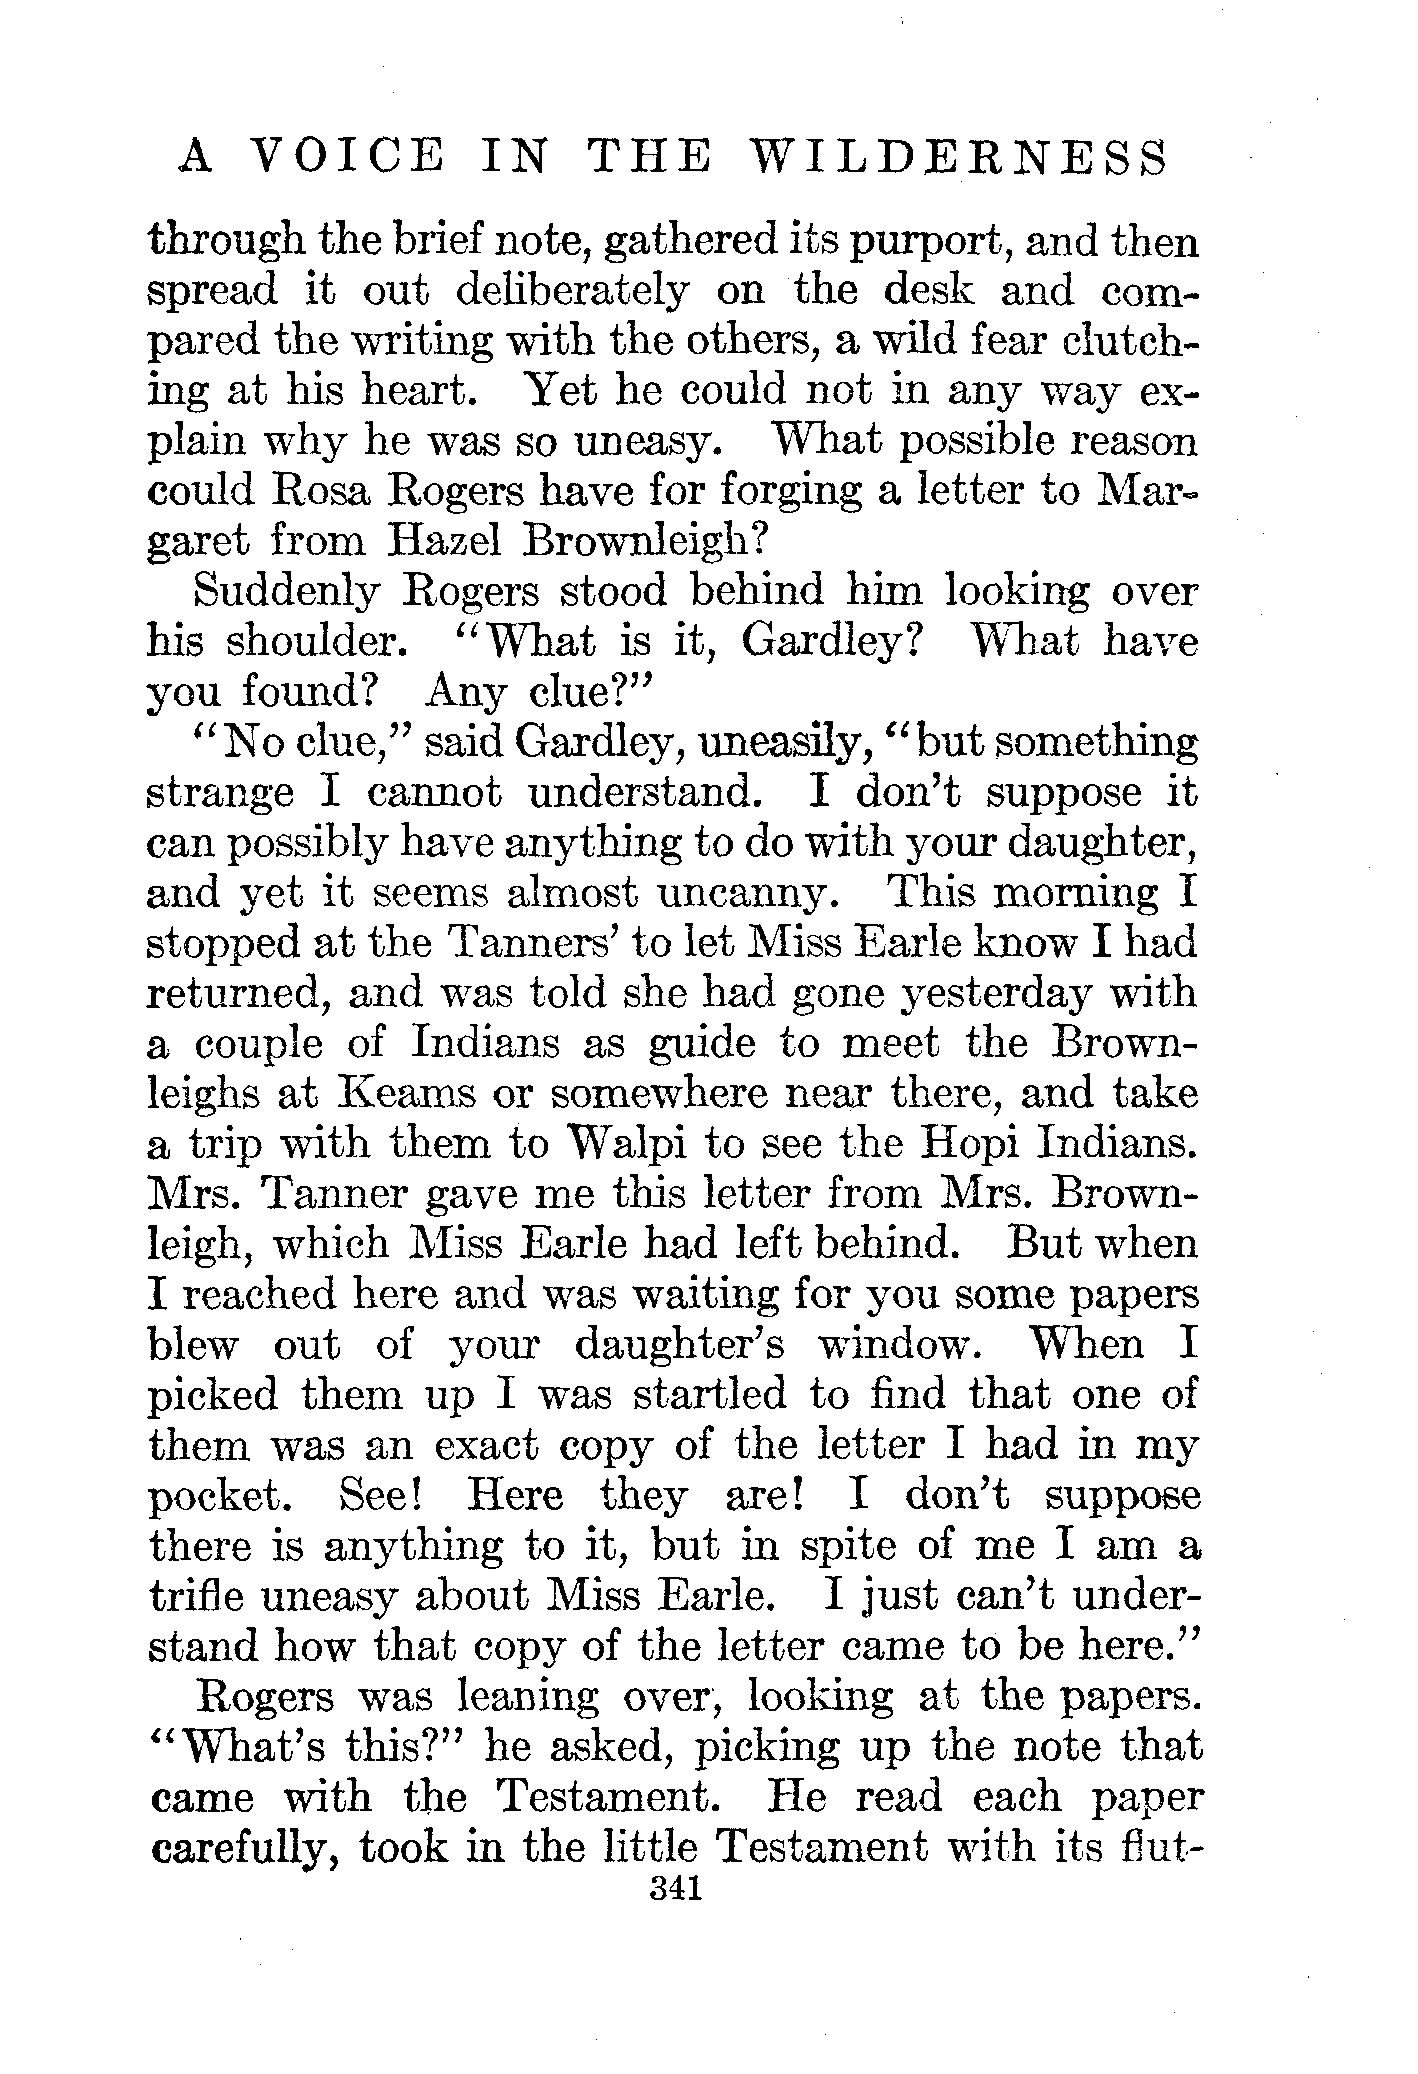 A VOICE IN THE WILDERNESS
through the brief note, gathered its purport, and then
spread it out deliberately on the desk and com-
pared the writing with the others, a wild fear clutch-
ing at his heart. Yet he could not in any way ex-
plain why he was so uneasy. What possible reason
could Rosa Rogers have for forging a letter to Mar-
garet from Hazel Brownleigh?
Suddenly Rogers stood behind him looking over
his shoulder. "What is it, Gardley? What have
you found? Any clue?"
"No clue," said Gardley, uneasily, "but something
strange I cannot understand. I don't suppose it
can possibly have anything to do with your daughter,
and yet it seems almost uncanny. This morning I
stopped at the Tanners' to let Miss Earle know I had
returned, and was told she had gone yesterday with
a couple of Indians as guide to meet the Brown-
leighs at Keams or somewhere near there, and take
a trip with them to Walpi to see the Hopi Indians.
Mrs. Tanner gave me this letter from Mrs. Brown-
leigh, which Miss Earle had left behind. But when
I reached here and was waiting for you some papers
blew out of your daughter's window. When I
picked them up I was startled to find that one of
them was an exact copy of the letter I had in my
pocket. See! Here they are! I don't suppose
there is anything to it, but in spite of me I am a
trifle uneasy about Miss Earle. I just can't under-
stand how that copy of the letter came to be here."
Rogers was leaning over, looking at the papers.
"What's this?" he asked, picking up the note that
came with the Testament. He read each paper
carefully, took in the little Testament with its flut-
341